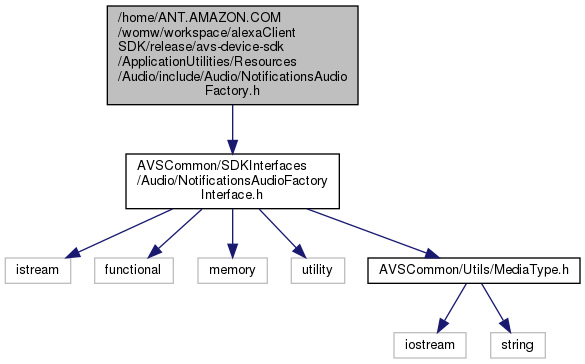 /home/ANT.AMAZON.COM
/womw/workspace/alexaClient
SDK/release/avs-device-sdk
/ApplicationUtilities/Resources
/Audio/include/Audio/NotificationsAudio
Factory.h
AVSCommon/SDKInterfaces
/Audio/NotificationsAudioFactory
Interface.h
istream
functional
memory
utility
AVSCommon/Utils/MediaType.h
iostream
string